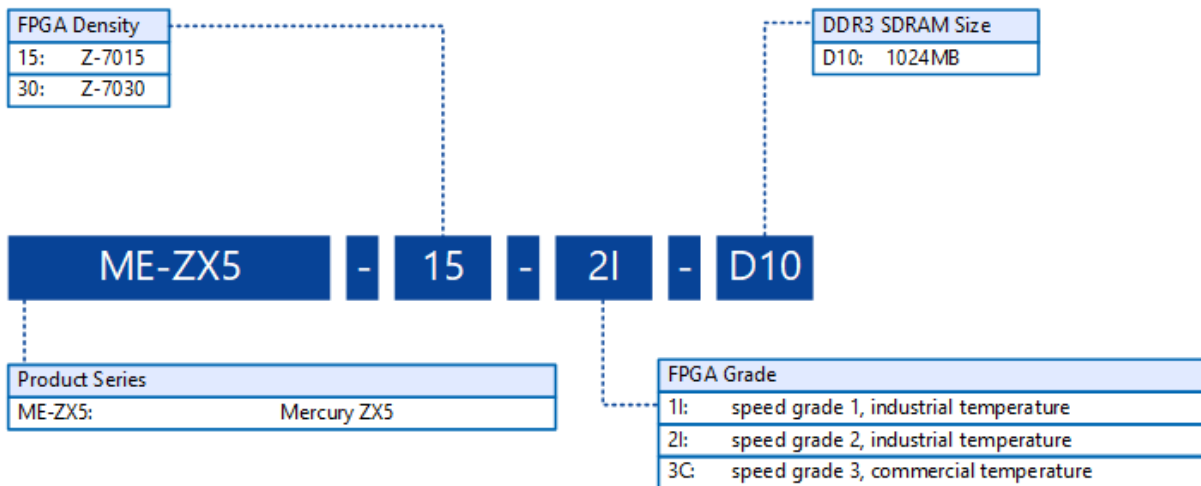 FPGA Density
15: Z-7015
30: Z-7030
DDR3 SDRAM Size
D10: 1024MB
ME-ZX5 - 15 - 2I - D10
Product Series
ME-ZX5: Mercury ZX5
FPGA Grade
1I: speed grade 1, industrial temperature
2I: speed grade 2, industrial temperature
3C: speed grade 3, commercial temperature